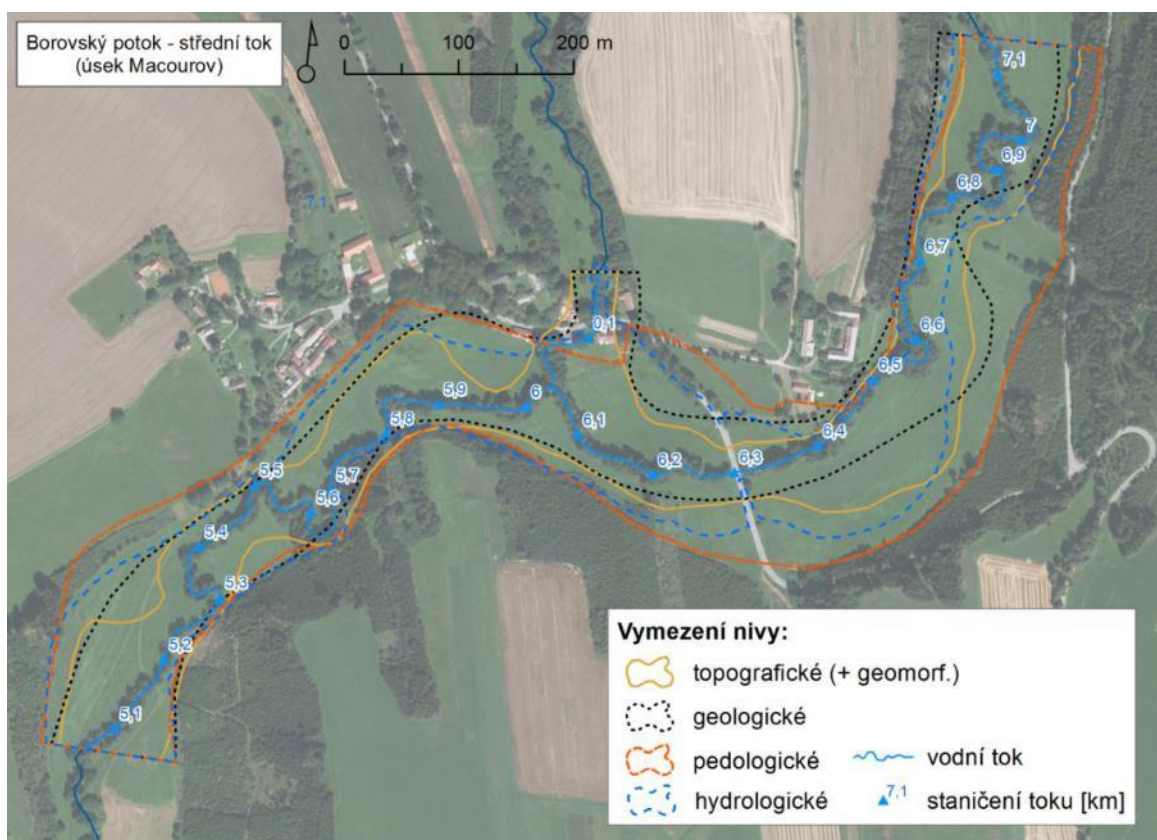 Borovský potok - střední tok
(úsek Macourov)
0 100 200 m
7,1
7
6,9
6,8
7,1
6,7
0,1
6,6
6,5
5,9
6
5,8
6,1
6,4
5,5
5,7
6,2
6,3
5,6
5,4
5,3
5,2
5,1
Vymezení nivy:
topografické (+ geomorf.)
geologické
pedologické
vodní tok
hydrologické
7,1
staničení toku [km]